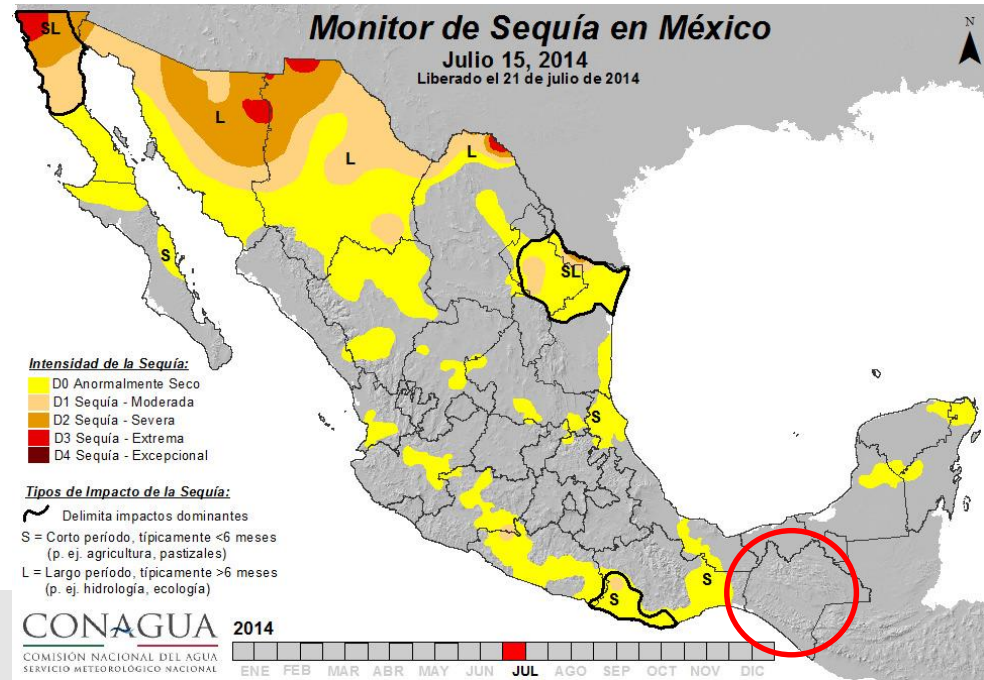 Monitor de Sequía en México
Julio 15, 2014
Liberado el 21 de julio de 2014
N
SL
L
L
L
S
SL
S
S
S
Intensidad de la Sequía:
D0 Anormalmente Seco
D1 Sequía - Moderada
D2 Sequía - Severa
D3 Sequía - Extrema
D4 Sequía - Excepcional
Tipos de Impacto de la Sequía:
Delimita impactos dominantes
S = Corto período, típicamente <6 meses
(p. ej. agricultura, pastizales)
L = Largo período, típicamente >6 meses
(p. ej. hidrología, ecología)
CONAGUA
COMISIÓN NACIONAL DEL AGUA
SERVICIO METEOROLÓGICO NACIONAL
2014
ENE FEB MAR ABR MAY JUN JUL AGO SEP OCT NOV DIC